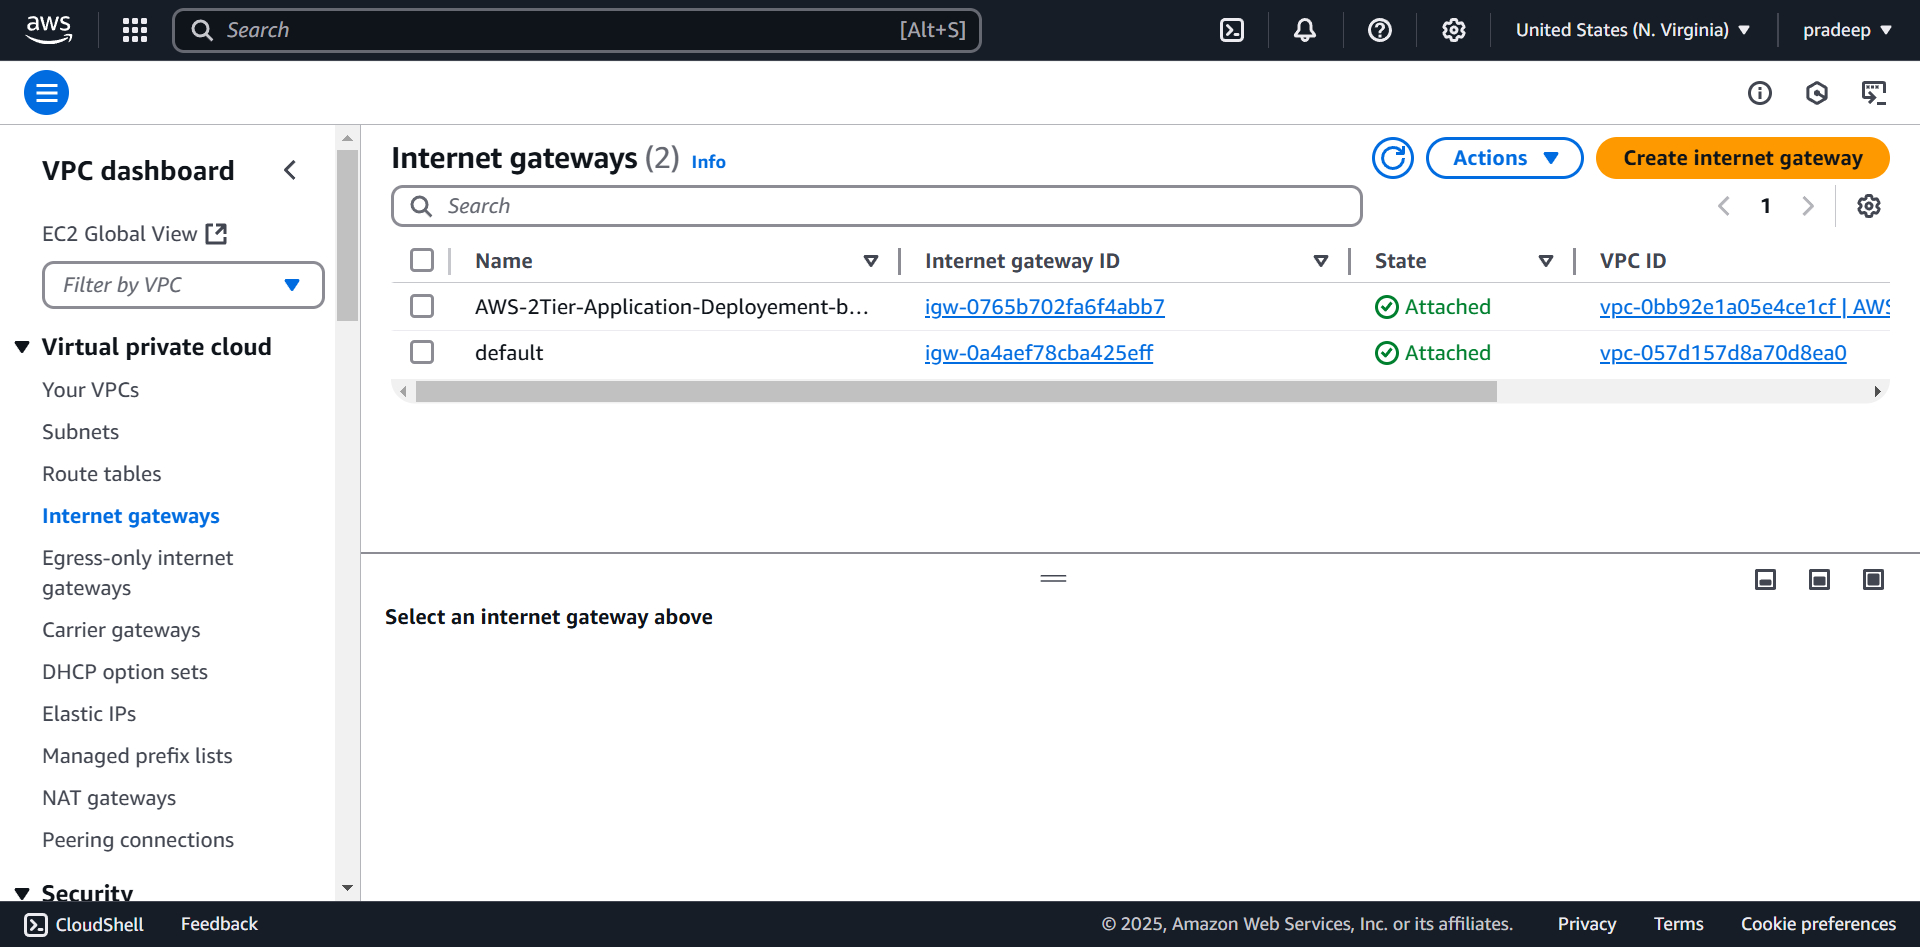 aws
Search [Alt+S]
United States (N. Virginia)
pradeep
VPC dashboard
EC2 Global View
Filter by VPC
Virtual private cloud
Your VPCs
Subnets
Route tables
Internet gateways
Egress-only internet
gateways
Carrier gateways
DHCP option sets
Elastic IPs
Managed prefix lists
NAT gateways
Peering connections
Security
Internet gateways (2) Info
Actions
Create internet gateway
Search
1
Name Internet gateway ID State VPC ID
AWS-2Tier-Application-Deployement-b... igw-0765b702fa6f4abb7 Attached vpc-0bb92e1a05e4ce1cf | AWS
default igw-0a4aef78cba425eff Attached vpc-057d157d8a70d8ea0
Select an internet gateway above
CloudShell Feedback © 2025, Amazon Web Services, Inc. or its affiliates. Privacy Terms Cookie preferences